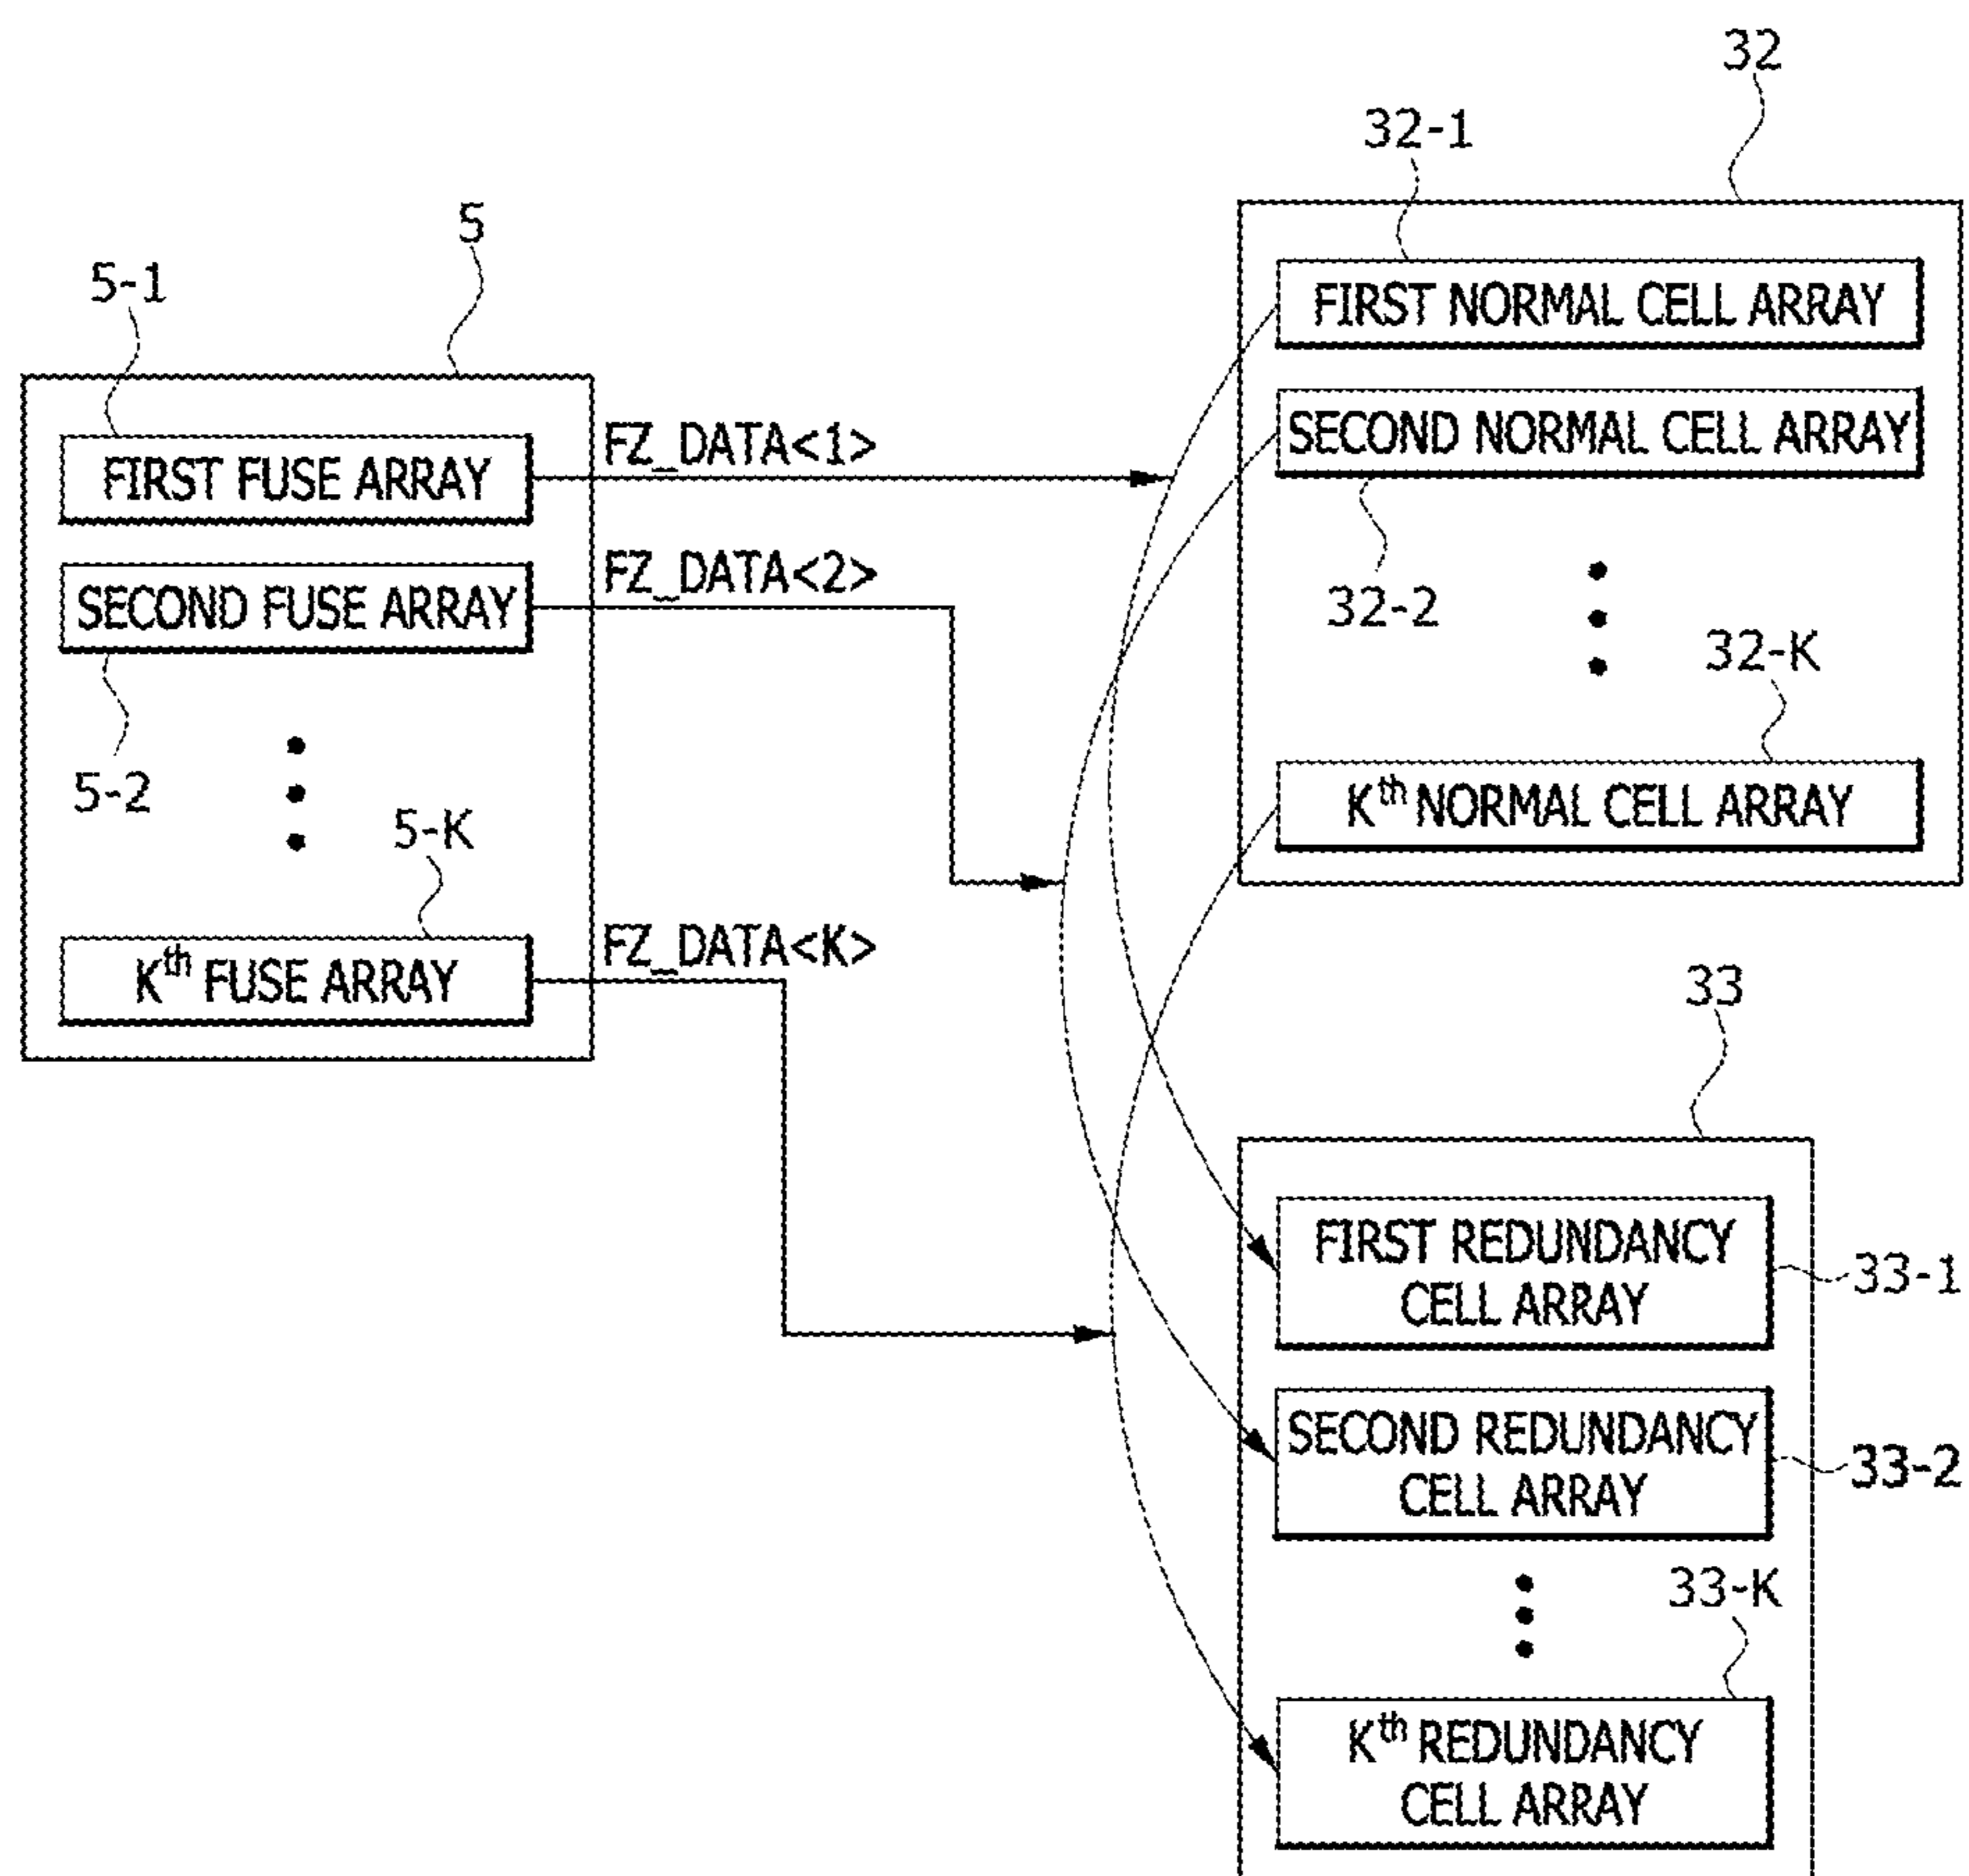 32
32-1
FIRST NORMAL CELL ARRAY
SECOND NORMAL CELL ARRAY
32-2
32-K
Kth NORMAL CELL ARRAY
5
5-1
FIRST FUSE ARRAY
FZ_DATA<1>
SECOND FUSE ARRAY
FZ_DATA<2>
5-2
5-K
Kth FUSE ARRAY
FZ_DATA<K>
33
FIRST REDUNDANCY
CELL ARRAY
33-1
SECOND REDUNDANCY
CELL ARRAY
33-2
33-K
Kth REDUNDANCY
CELL ARRAY